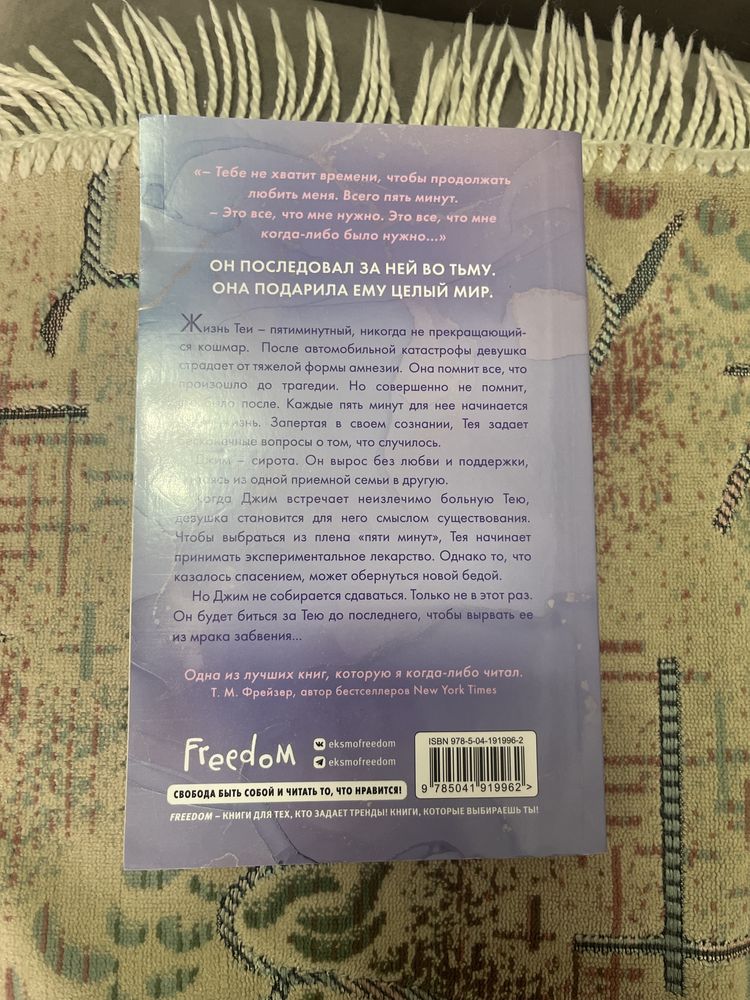 «– Тебе не хватит времени, чтобы продолжать
любить меня. Всего пять минут.
– Это все, что мне нужно. Это все, что мне
когда-либо было нужно...»
ОН ПОСЛЕДОВАЛ ЗА НЕЙ ВО ТЬМУ.
ОНА ПОДАРИЛА ЕМУ ЦЕЛЫЙ МИР.
Жизнь Теи – пятиминутный, никогда не прекращающий-
ся кошмар. После автомобильной катастрофы девушка
страдает от тяжелой формы амнезии. Она помнит все, что
произошло до трагедии. Но совершенно не помнит,
после. Каждые пять минут для нее начинается
жизнь. Запертая в своем сознании, Тея задает
бесконечные вопросы о том, что случилось.
Джим – сирота. Он вырос без любви и поддержки,
из одной приемной семьи в другую.
Когда Джим встречает неизлечимо больную Тею,
девушка становится для него смыслом существования.
Чтобы выбраться из плена «пяти минут», Тея начинает
принимать экспериментальное лекарство. Однако то, что
казалось спасением, может обернуться новой бедой.
Но Джим не собирается сдаваться. Только не в этот раз.
Он будет биться за Тею до последнего, чтобы вырвать ее
из мрака забвения...
Одна из лучших книг, которую я когда-либо читал.
Т. М. Фрейзер, автор бестселлеров New York Times
Freedom
eksmofreedom
eksmofreedom
СВОБОДА БЫТЬ СОБОЙ И ЧИТАТЬ ТО, ЧТО НРАВИТСЯ!
FREEDOM – КНИГИ ДЛЯ ТЕХ, КТО ЗАДАЕТ ТРЕНДЫ! КНИГИ, КОТОРЫЕ ВЫБИРАЕШЬ ТЫ!
ISBN 978-5-04-191996-2
9 785041 919962 >